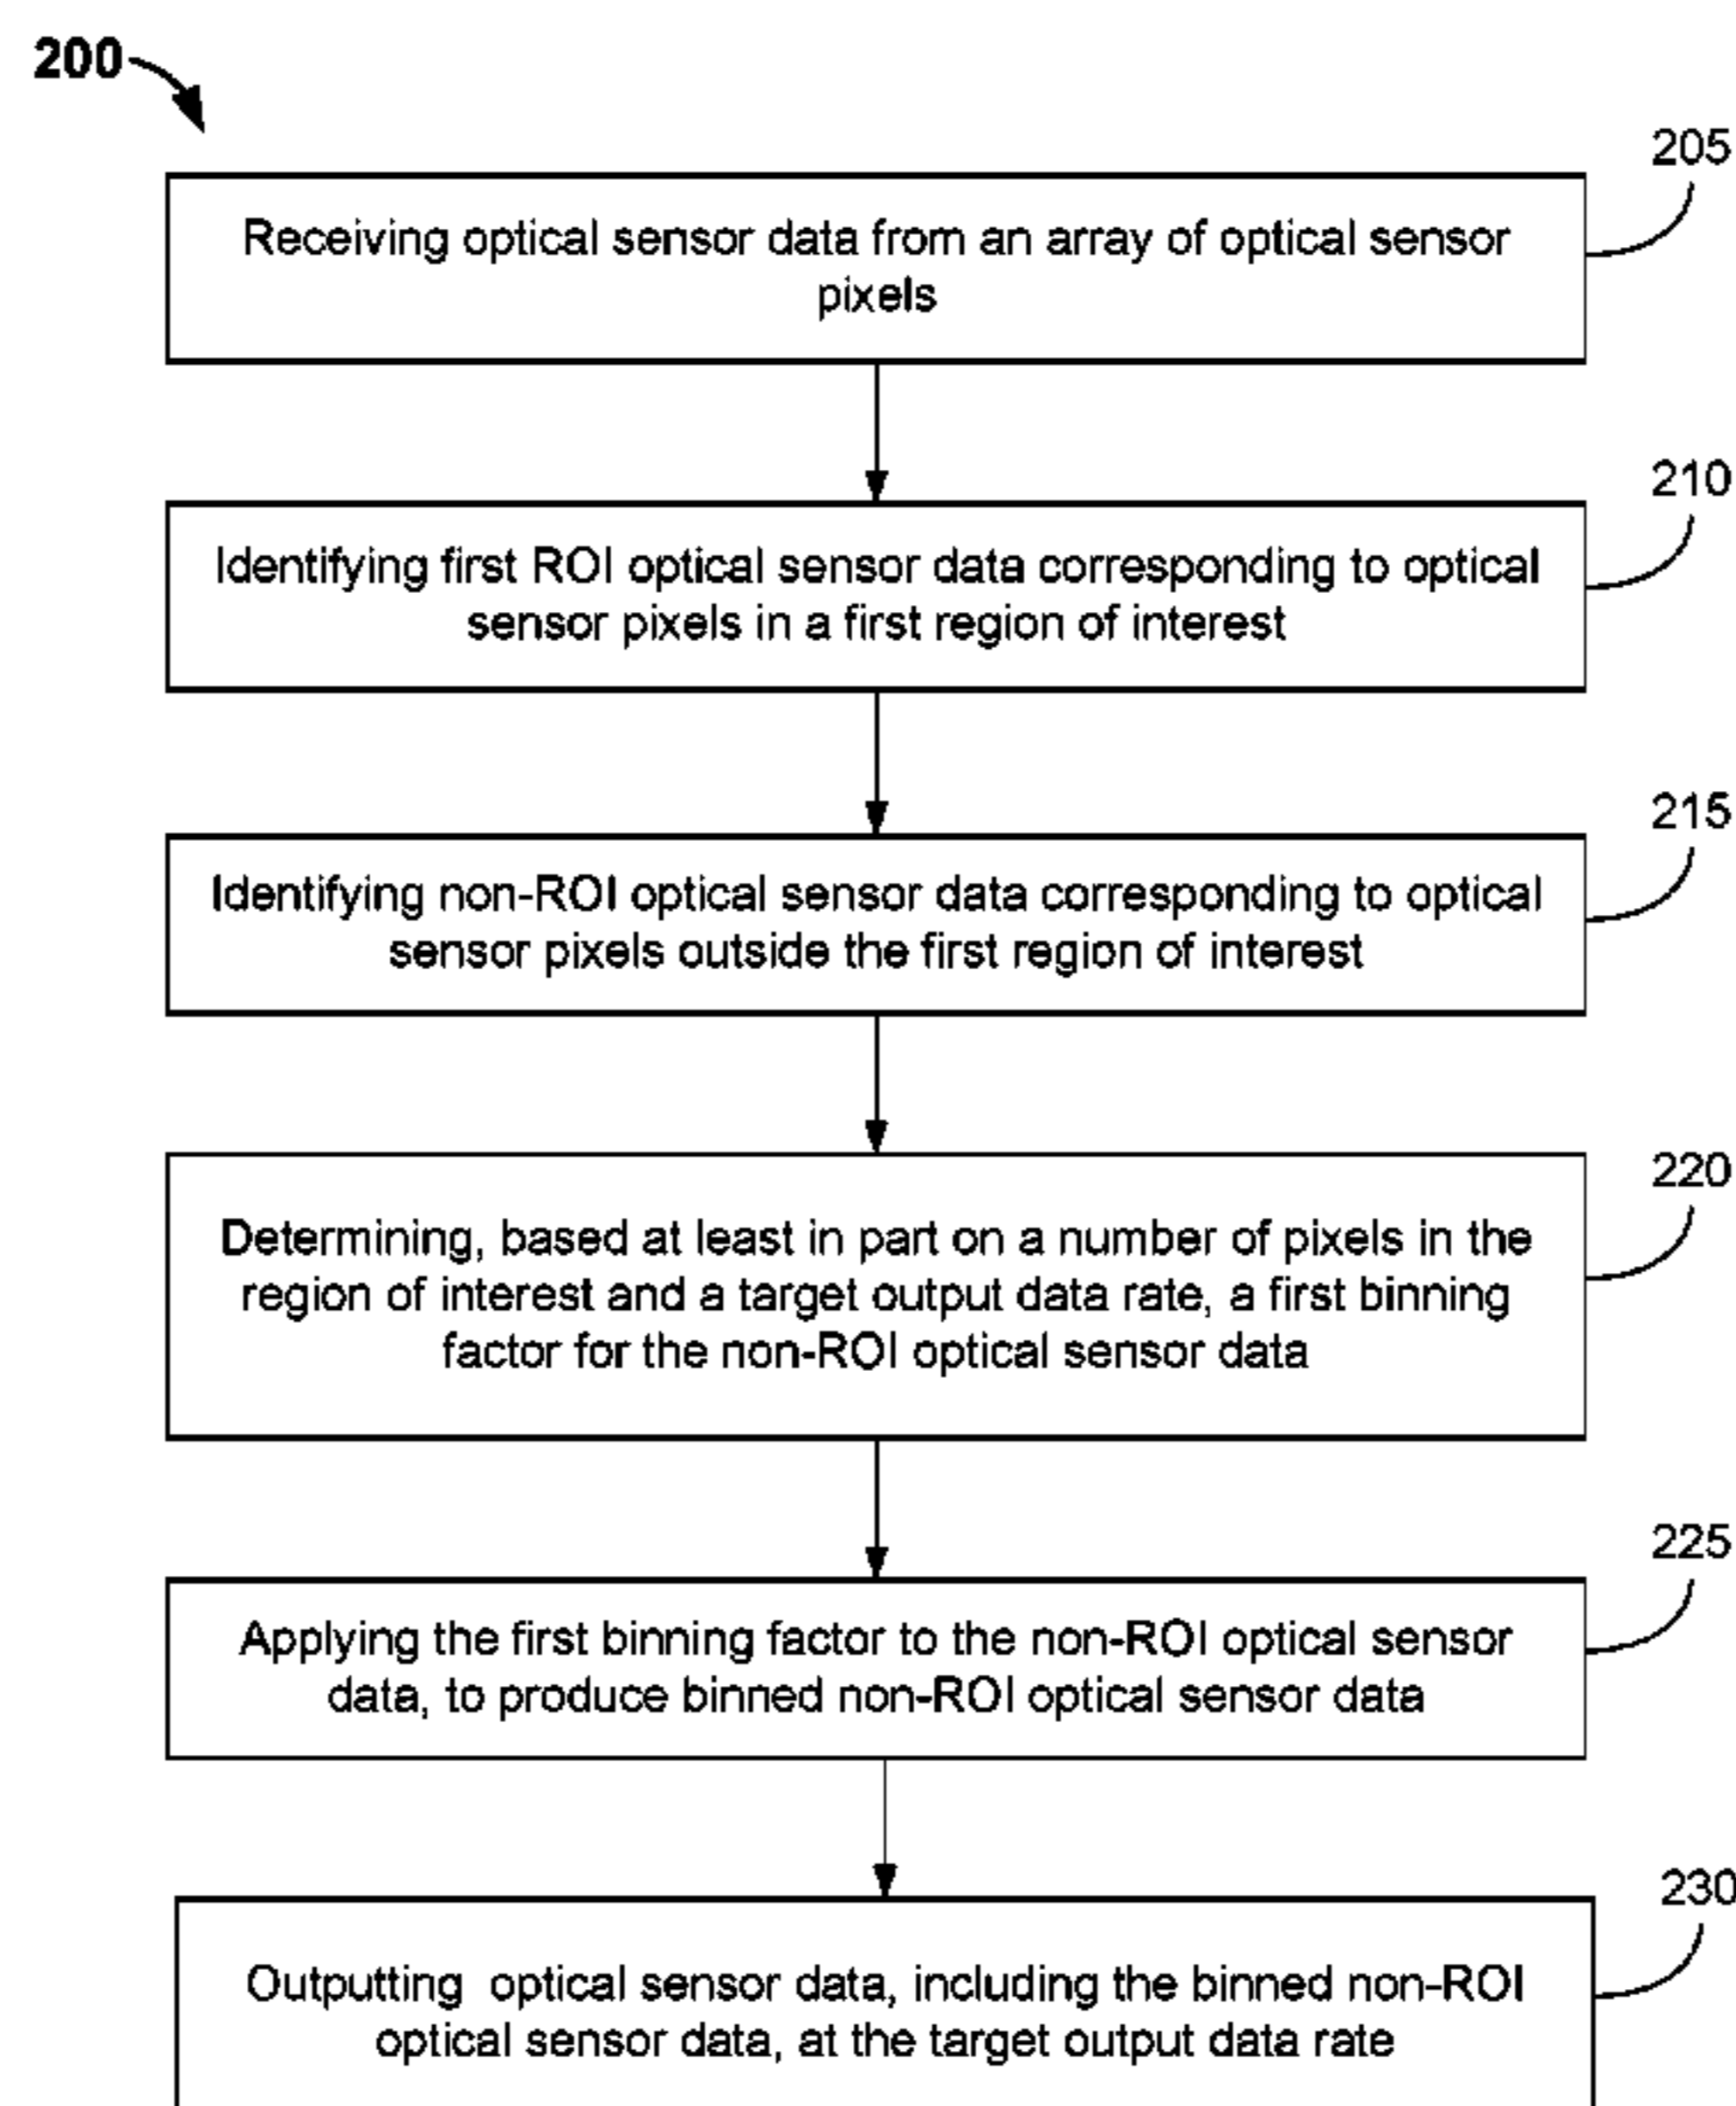 200
205
Receiving optical sensor data from an array of optical sensor
pixels
210
Identifying first ROI optical sensor data corresponding to optical
sensor pixels in a first region of interest
215
Identifying non-ROI optical sensor data corresponding to optical
sensor pixels outside the first region of interest
220
Determining, based at least in part on a number of pixels in the
region of interest and a target output data rate, a first binning
factor for the non-ROI optical sensor data
225
Applying the first binning factor to the non-ROI optical sensor
data, to produce binned non-ROI optical sensor data
230
Outputting optical sensor data, including the binned non-ROI
optical sensor data, at the target output data rate